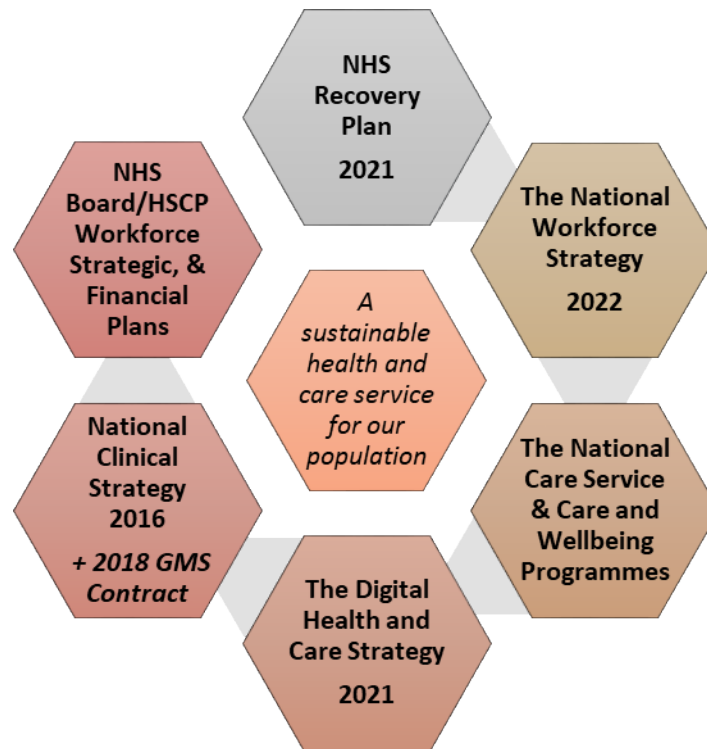 NHS
Recovery
Plan
2021
The National
Workforce
Strategy
2022
The National
Care Service
& Care and
Wellbeing
Programmes
The Digital
Health and
Care Strategy
2021
National
Clinical
Strategy
2016
+ 2018 GMS
Contract
NHS
Board/HSCP
Workforce
Strategic, &
Financial
Plans
A
sustainable
health and
care service
for our
population